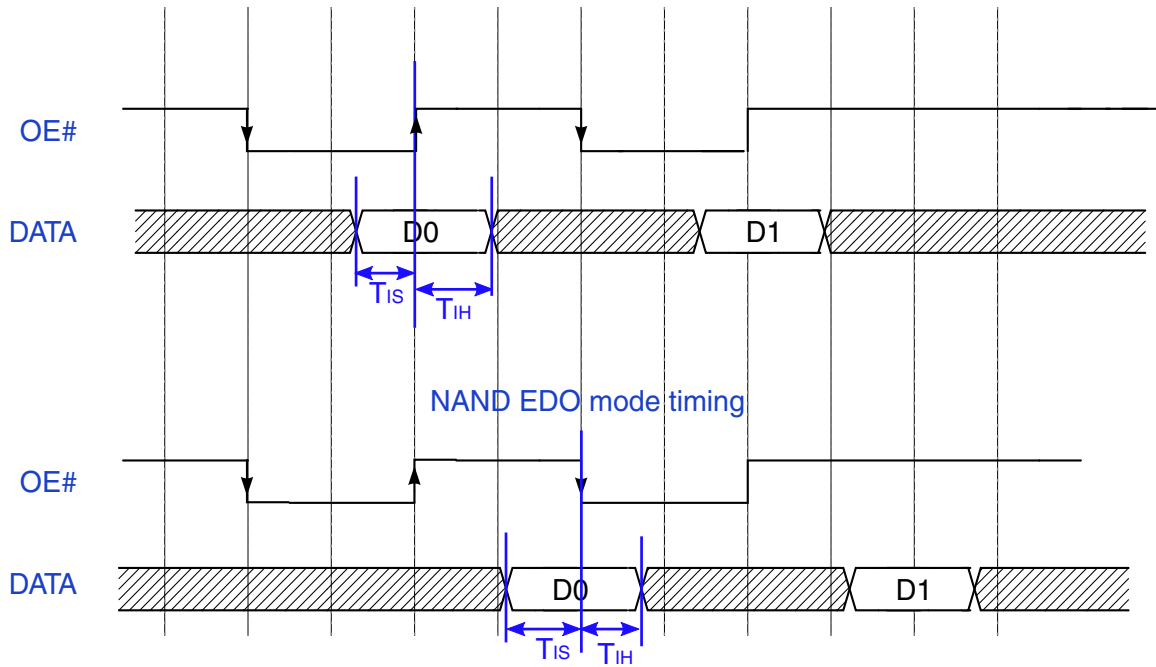 OE#
DATA
D0
D1
TIS
TIH
NAND EDO mode timing
OE#
DATA
D0
D1
TIS
TIH